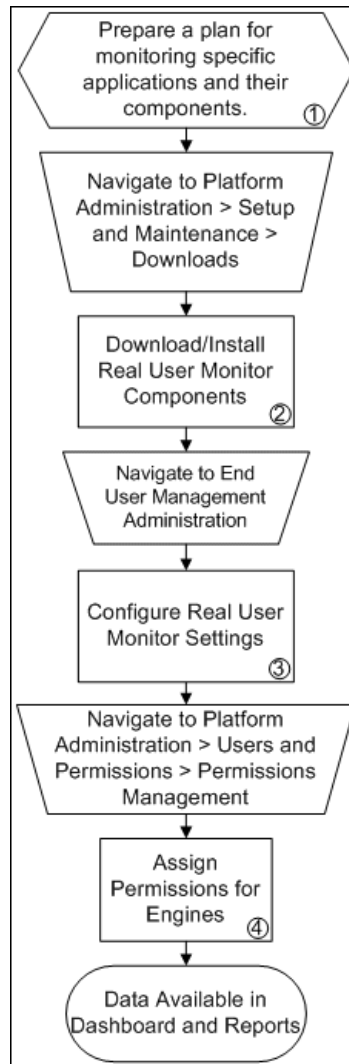 Prepare a plan for
monitoring specific
applications and their
components.
①
Navigate to Platform
Administration > Setup
and Maintenance >
Downloads
Download/Install
Real User Monitor
Components
②
Navigate to End
User Management
Administration
Configure Real User
Monitor Settings
③
Navigate to Platform
Administration > Users and
Permissions > Permissions
Management
Assign
Permissions for
Engines
④
Data Available in
Dashboard and Reports